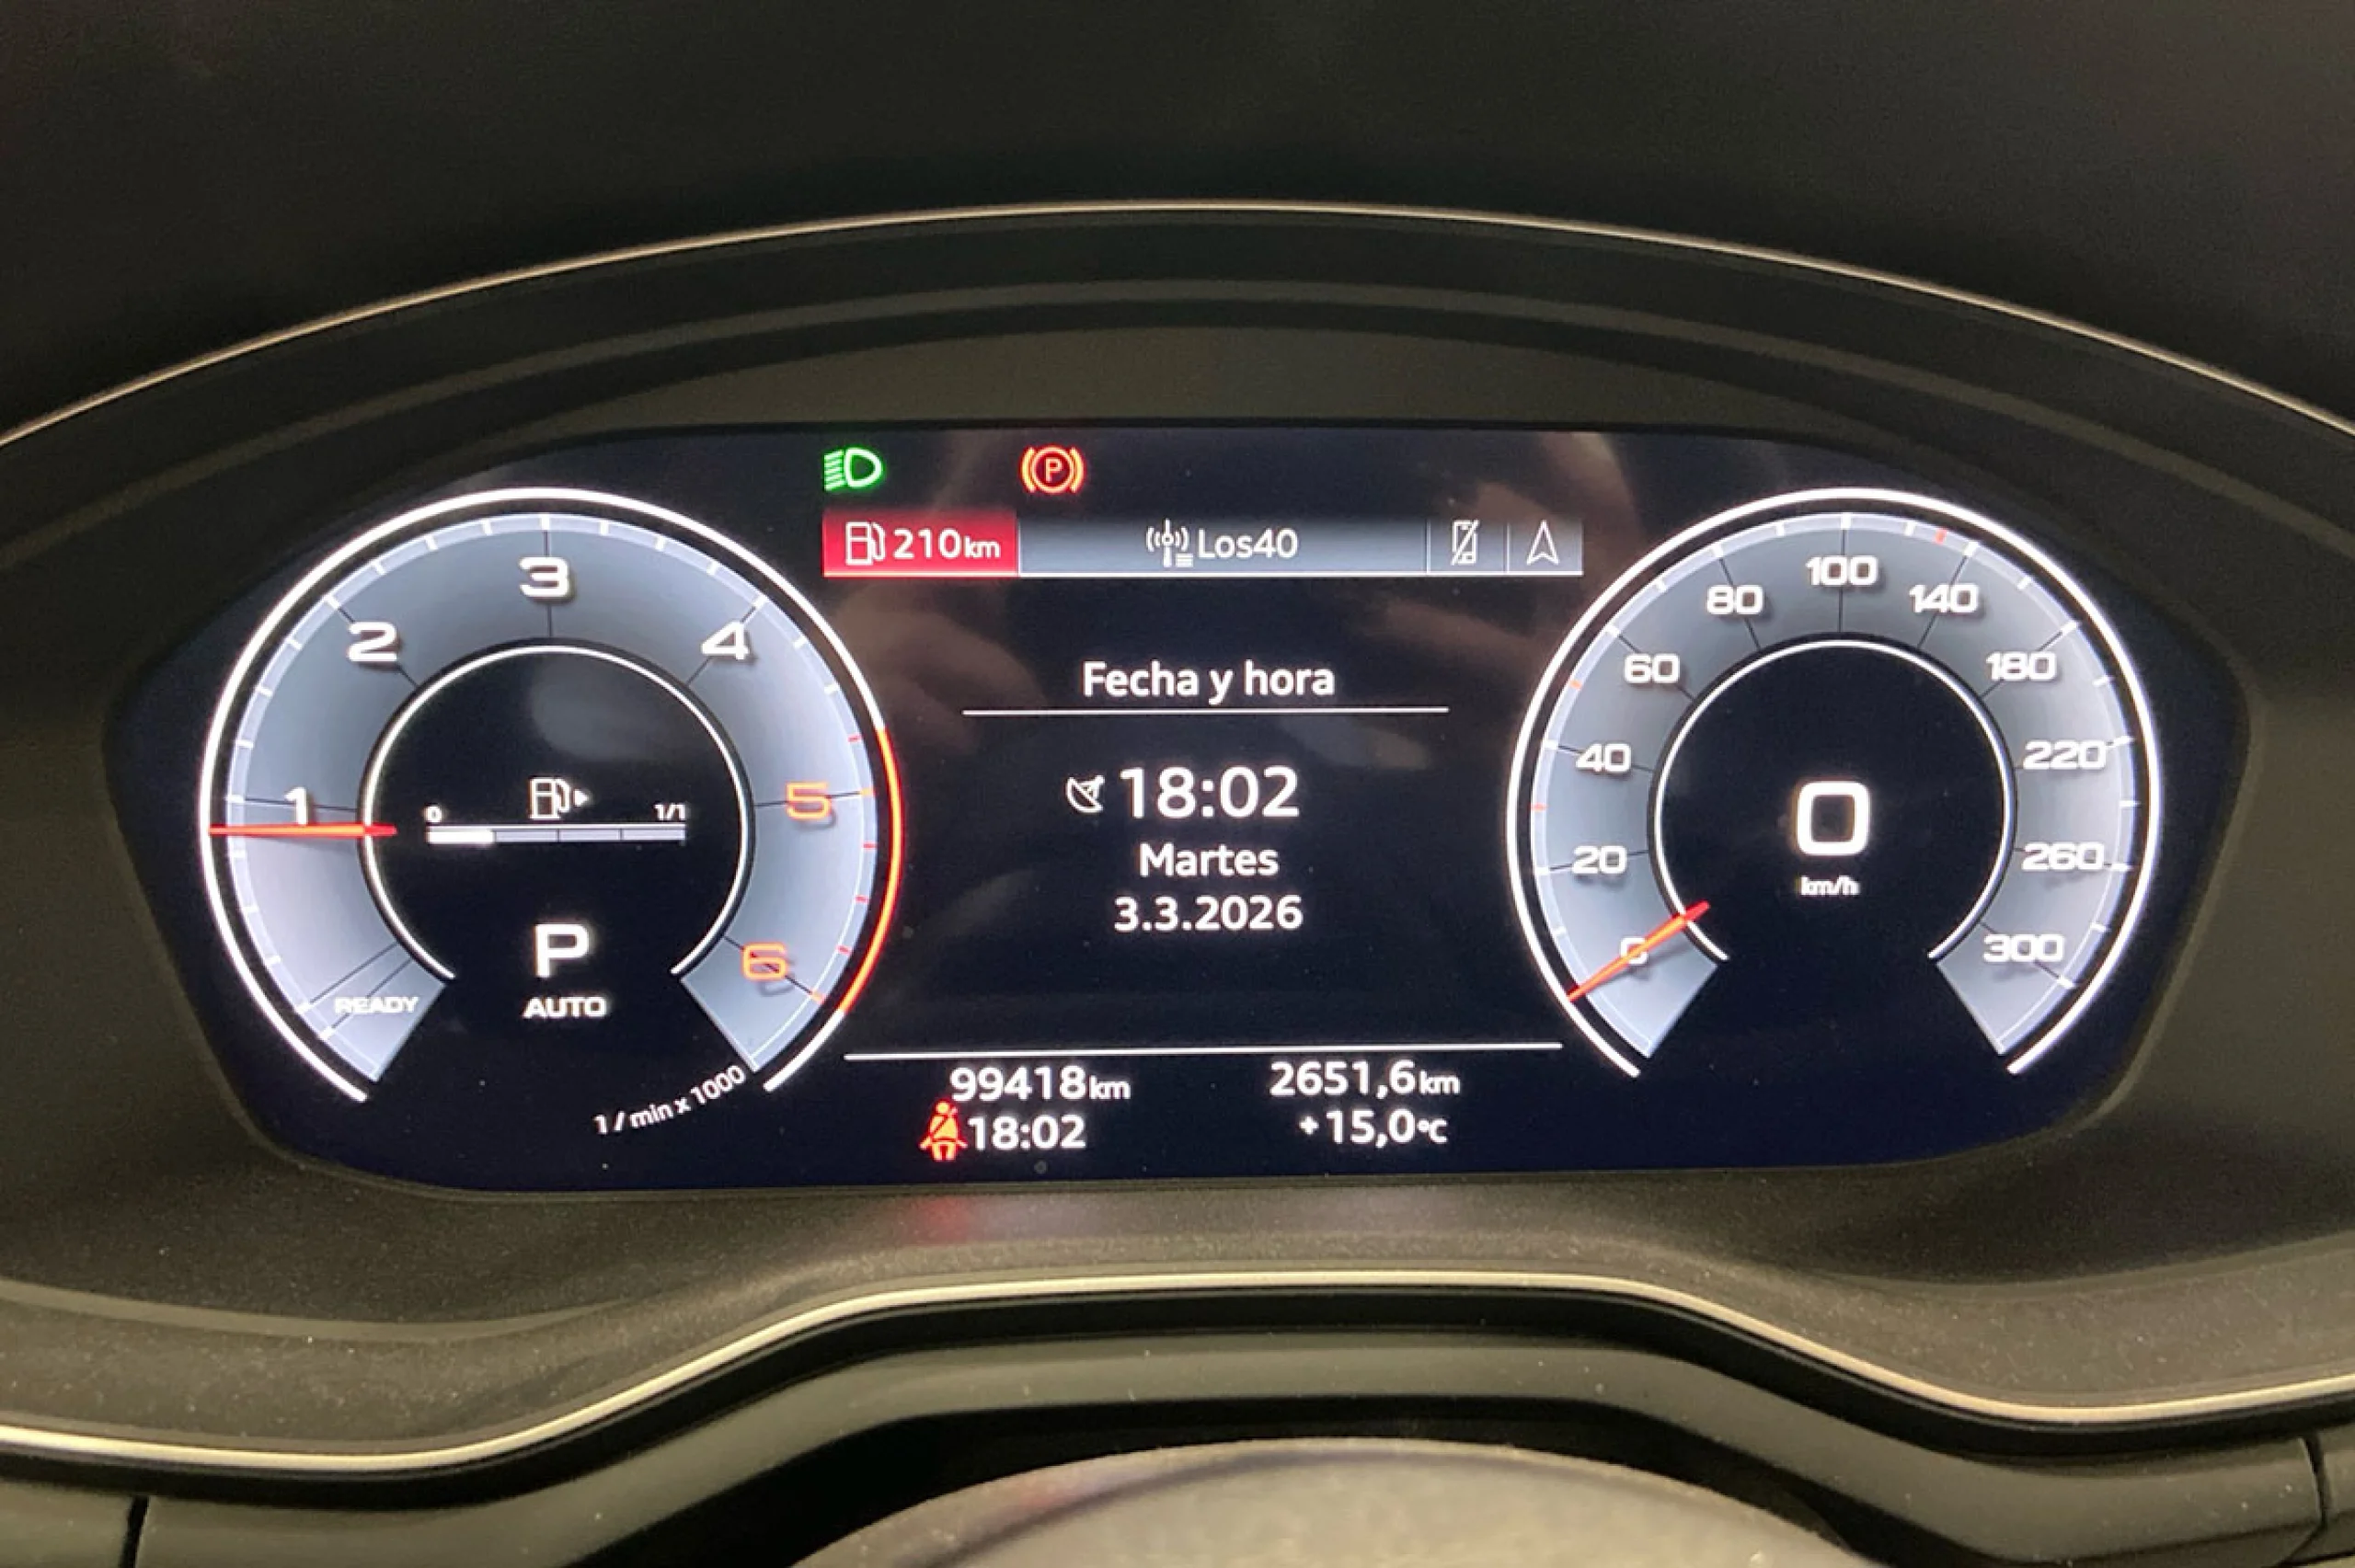 210km Los40
1
2
3
4
5
6
READY
0 1/1
P
AUTO
1 / min x 1000
Fecha y hora
18:02
Martes
3.3.2026
99418km 2651,6km
18:02 +15,0°C
0
20
40
60
80
100
140
180
220
260
300
0
km/h
P